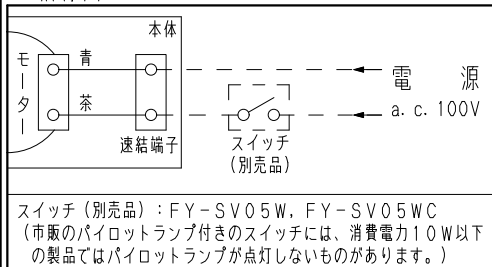 本体
モーター
青
茶
速結端子
スイッチ
(別売品)
電 源
a.c.100V
スイッチ(別売品):FY-SV05W, FY-SV05WC
(市販のパイロットランプ付きのスイッチには、消費電力10W以下
の製品ではパイロットランプが点灯しないものがあります。)